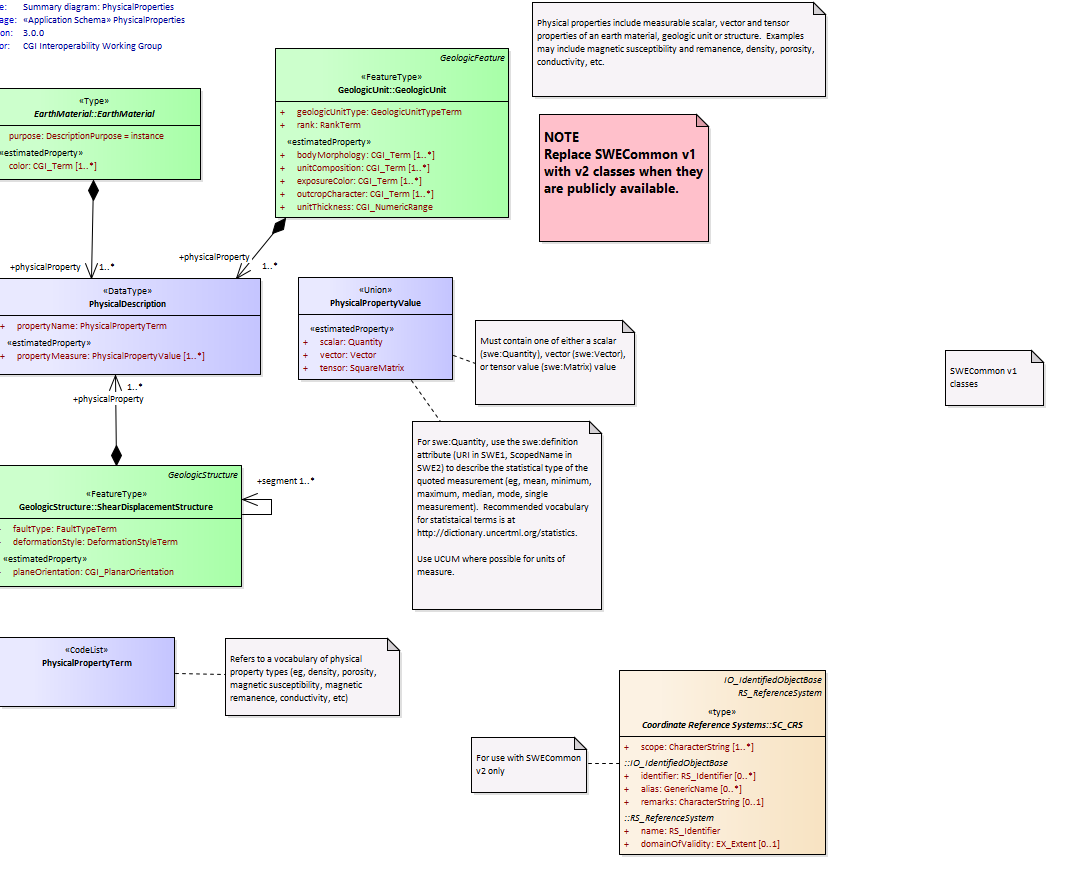 e: Summary diagram: PhysicalProperties
age: «Application Schema» PhysicalProperties
on: 3.0.0
or: CGI Interoperability Working Group
Physical properties include measurable scalar, vector and tensor
properties of an earth material, geologic unit or structure. Examples
may include magnetic susceptibility and remanence, density, porosity,
conductivity, etc.
GeologicFeature
«FeatureType»
GeologicUnit::GeologicUnit
+ geologicUnitType: GeologicUnitTypeTerm
+ rank: RankTerm
«estimatedProperty»
+ bodyMorphology: CGI_Term [1..*]
+ unitComposition: CGI_Term [1..*]
+ exposureColor: CGI_Term [1..*]
+ outcropCharacter: CGI_Term [1..*]
+ unitThickness: CGI_NumericRange
«Type»
EarthMaterial::EarthMaterial
purpose: DescriptionPurpose = instance
«estimatedProperty»
color: CGI_Term [1..*]
NOTE
Replace SWECommon v1
with v2 classes when they
are publicly available.
+physicalProperty 1..*
+physicalProperty
1..*
«DataType»
PhysicalDescription
+ propertyName: PhysicalPropertyTerm
«estimatedProperty»
+ propertyMeasure: PhysicalPropertyValue [1..*]
«Union»
PhysicalPropertyValue
«estimatedProperty»
+ scalar: Quantity
+ vector: Vector
+ tensor: SquareMatrix
Must contain one of either a scalar
(swe:Quantity), vector (swe:Vector),
or tensor value (swe:Matrix) value
SWECommon v1
classes
1..*
+physicalProperty
For swe:Quantity, use the swe:definition
attribute (URI in SWE1, ScopedName in
SWE2) to describe the statistical type of the
quoted measurement (eg, mean, minimum,
maximum, median, mode, single
measurement). Recommended vocabulary
for statistaical terms is at
http://dictionary.uncertml.org/statistics.
Use UCUM where possible for units of
measure.
GeologicStructure
«FeatureType»
GeologicStructure::ShearDisplacementStructure
faultType: FaultTypeTerm
deformationStyle: DeformationStyleTerm
«estimatedProperty»
planeOrientation: CGI_PlanarOrientation
+segment 1..*
«CodeList»
PhysicalPropertyTerm
Refers to a vocabulary of physical
property types (eg, density, porosity,
magnetic susceptibility, magnetic
remanence, conductivity, etc)
For use with SWECommon
v2 only
IO_IdentifiedObjectBase
RS_ReferenceSystem
«type»
Coordinate Reference Systems::SC_CRS
+ scope: CharacterString [1..*]
::IO_IdentifiedObjectBase
+ identifier: RS_Identifier [0..*]
+ alias: GenericName [0..*]
+ remarks: CharacterString [0..1]
::RS_ReferenceSystem
+ name: RS_Identifier
+ domainOfValidity: EX_Extent [0..1]